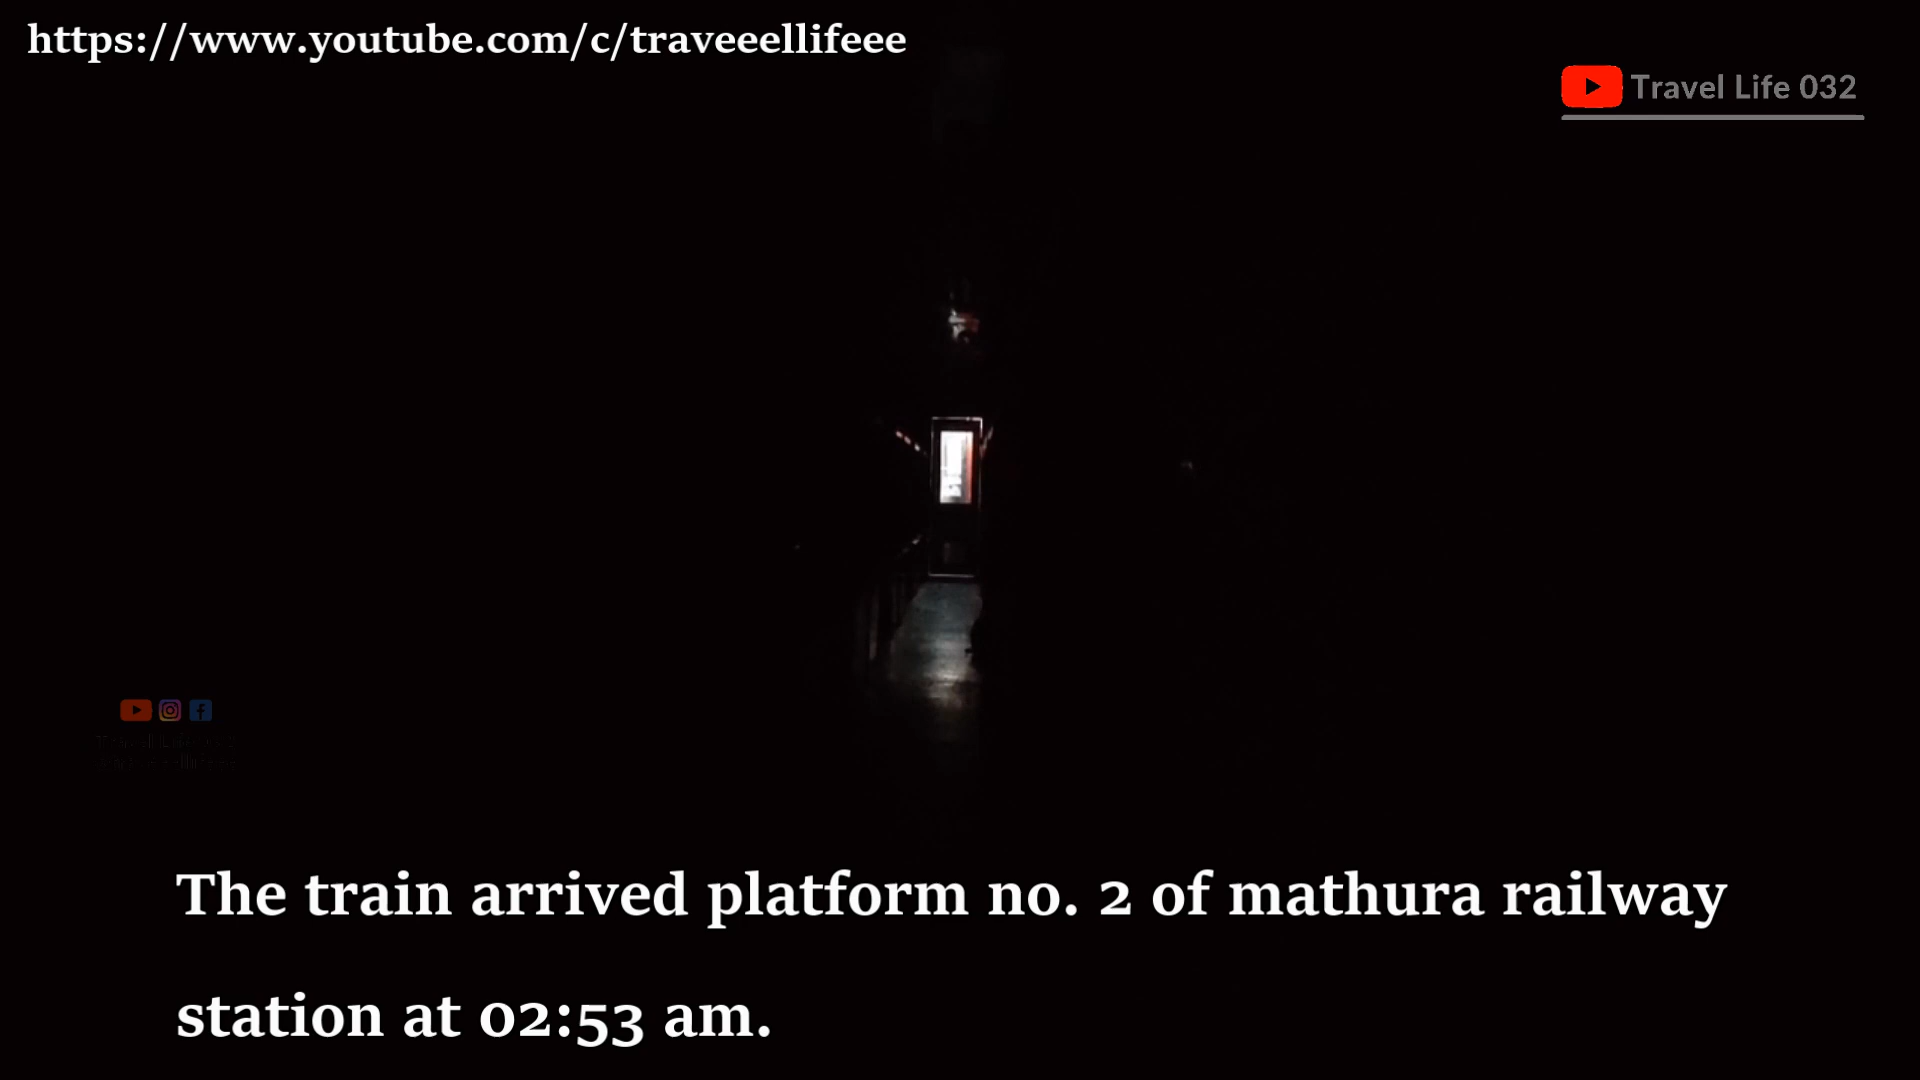 https://www.youtube.com/c/traveeellifeee
Travel Life 032
The train arrived platform no. 2 of mathura railway
station at 02:53 am.